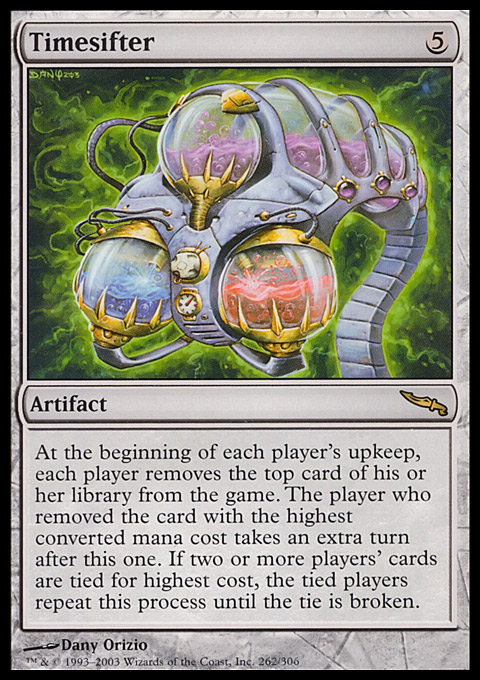 Timesifter 5
DANY 203
Artifact
At the beginning of each player's upkeep,
each player removes the top card of his or
her library from the game. The player who
removed the card with the highest
converted mana cost takes an extra turn
after this one. If two or more players' cards
are tied for highest cost, the tied players
repeat this process until the tie is broken.
Dany Orizio
™ & © 1993–2003 Wizards of the Coast, Inc. 262/306